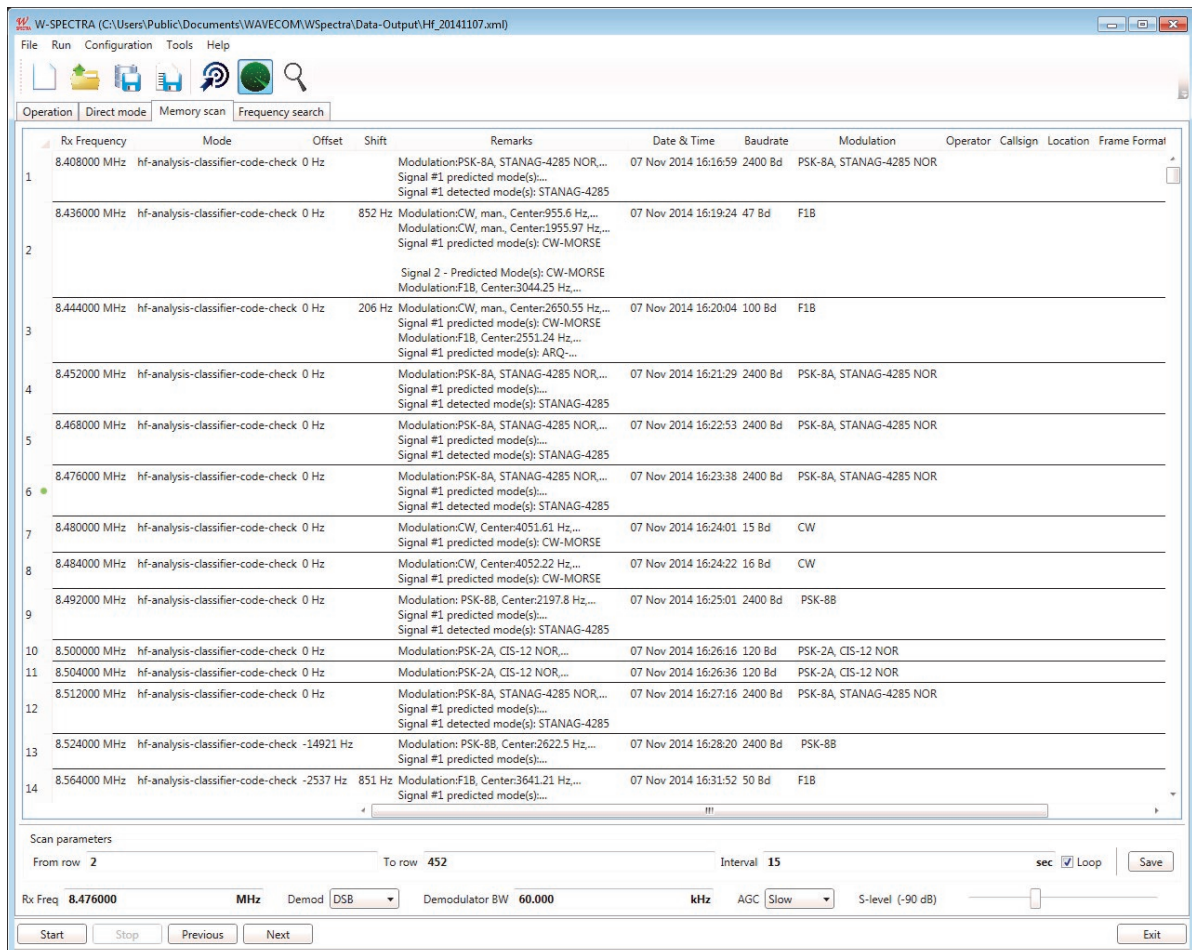 W-SPECTRA (C:\Users\Public\Documents\WAVECOM\WSpectra\Data-Output\Hf_20141107.xml)
File Run Configuration Tools Help
Operation Direct mode Memory scan Frequency search
Rx Frequency Mode Offset Shift Remarks Date & Time Baudrate Modulation Operator Callsign Location Frame Format
1 8.408000 MHz hf-analysis-classifier-code-check 0 Hz Modulation:PSK-8A, STANAG-4285 NOR,... 07 Nov 2014 16:16:59 2400 Bd PSK-8A, STANAG-4285 NOR
Signal #1 predicted mode(s):...
Signal #1 detected mode(s): STANAG-4285
2 8.436000 MHz hf-analysis-classifier-code-check 0 Hz 852 Hz Modulation:CW, man., Center:955.6 Hz,... 07 Nov 2014 16:19:24 47 Bd F1B
Modulation:CW, man., Center:1955.97 Hz,...
Signal #1 predicted mode(s): CW-MORSE
Signal 2 - Predicted Mode(s): CW-MORSE
Modulation:F1B, Center:3044.25 Hz,...
3 8.444000 MHz hf-analysis-classifier-code-check 0 Hz 206 Hz Modulation:CW, man., Center:2650.55 Hz,... 07 Nov 2014 16:20:04 100 Bd F1B
Signal #1 predicted mode(s): CW-MORSE
Modulation:F1B, Center:2551.24 Hz,...
Signal #1 predicted mode(s): ARQ-...
4 8.452000 MHz hf-analysis-classifier-code-check 0 Hz Modulation:PSK-8A, STANAG-4285 NOR,... 07 Nov 2014 16:21:29 2400 Bd PSK-8A, STANAG-4285 NOR
Signal #1 predicted mode(s):...
Signal #1 detected mode(s): STANAG-4285
5 8.468000 MHz hf-analysis-classifier-code-check 0 Hz Modulation:PSK-8A, STANAG-4285 NOR,... 07 Nov 2014 16:22:53 2400 Bd PSK-8A, STANAG-4285 NOR
Signal #1 predicted mode(s):...
Signal #1 detected mode(s): STANAG-4285
6 8.476000 MHz hf-analysis-classifier-code-check 0 Hz Modulation:PSK-8A, STANAG-4285 NOR,... 07 Nov 2014 16:23:38 2400 Bd PSK-8A, STANAG-4285 NOR
Signal #1 predicted mode(s):...
Signal #1 detected mode(s): STANAG-4285
7 8.480000 MHz hf-analysis-classifier-code-check 0 Hz Modulation:CW, Center:4051.61 Hz,... 07 Nov 2014 16:24:01 15 Bd CW
Signal #1 predicted mode(s): CW-MORSE
8 8.484000 MHz hf-analysis-classifier-code-check 0 Hz Modulation:CW, Center:4052.22 Hz,... 07 Nov 2014 16:24:22 16 Bd CW
Signal #1 predicted mode(s): CW-MORSE
9 8.492000 MHz hf-analysis-classifier-code-check 0 Hz Modulation: PSK-8B, Center:2197.8 Hz,... 07 Nov 2014 16:25:01 2400 Bd PSK-8B
Signal #1 predicted mode(s):...
Signal #1 detected mode(s): STANAG-4285
10 8.500000 MHz hf-analysis-classifier-code-check 0 Hz Modulation:PSK-2A, CIS-12 NOR,... 07 Nov 2014 16:26:16 120 Bd PSK-2A, CIS-12 NOR
11 8.504000 MHz hf-analysis-classifier-code-check 0 Hz Modulation:PSK-2A, CIS-12 NOR,... 07 Nov 2014 16:26:36 120 Bd PSK-2A, CIS-12 NOR
12 8.512000 MHz hf-analysis-classifier-code-check 0 Hz Modulation:PSK-8A, STANAG-4285 NOR,... 07 Nov 2014 16:27:16 2400 Bd PSK-8A, STANAG-4285 NOR
Signal #1 predicted mode(s):...
Signal #1 detected mode(s): STANAG-4285
13 8.524000 MHz hf-analysis-classifier-code-check -14921 Hz Modulation: PSK-8B, Center:2622.5 Hz,... 07 Nov 2014 16:28:20 2400 Bd PSK-8B
Signal #1 predicted mode(s):...
14 8.564000 MHz hf-analysis-classifier-code-check -2537 Hz 851 Hz Modulation:F1B, Center:3641.21 Hz,... 07 Nov 2014 16:31:52 50 Bd F1B
Signal #1 predicted mode(s):...
Scan parameters
From row 2 To row 452 Interval 15 sec Loop Save
Rx Freq 8.476000 MHz Demod DSB Demodulator BW 60.000 kHz AGC Slow S-level (-90 dB)
Start Stop Previous Next Exit